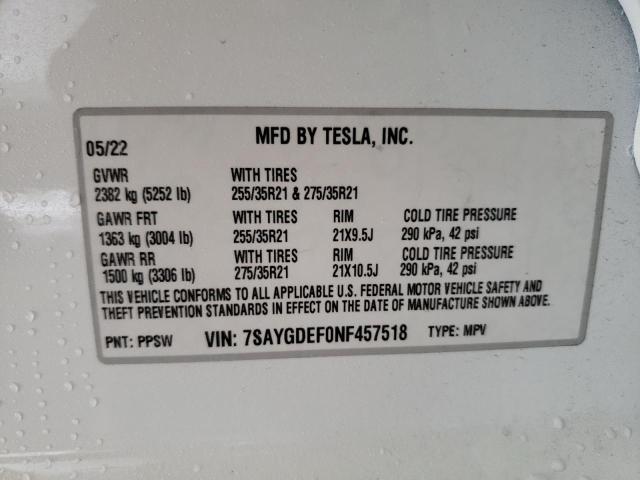 MFD BY TESLA, INC.
05/22
GVWR WITH TIRES
2382 kg (5252 lb) 255/35R21 & 275/35R21
GAWR FRT WITH TIRES RIM COLD TIRE PRESSURE
1363 kg (3004 lb) 255/35R21 21X9.5J 290 kPa, 42 psi
GAWR RR WITH TIRES RIM COLD TIRE PRESSURE
1500 kg (3306 lb) 275/35R21 21X10.5J 290 kPa, 42 psi
THIS VEHICLE CONFORMS TO ALL APPLICABLE U.S. FEDERAL MOTOR VEHICLE SAFETY AND
THEFT PREVENTION STANDARDS IN EFFECT ON THE DATE OF MANUFACTURE SHOWN ABOVE.
PNT: PPSW VIN: 7SAYGDEF0NF457518 TYPE: MPV